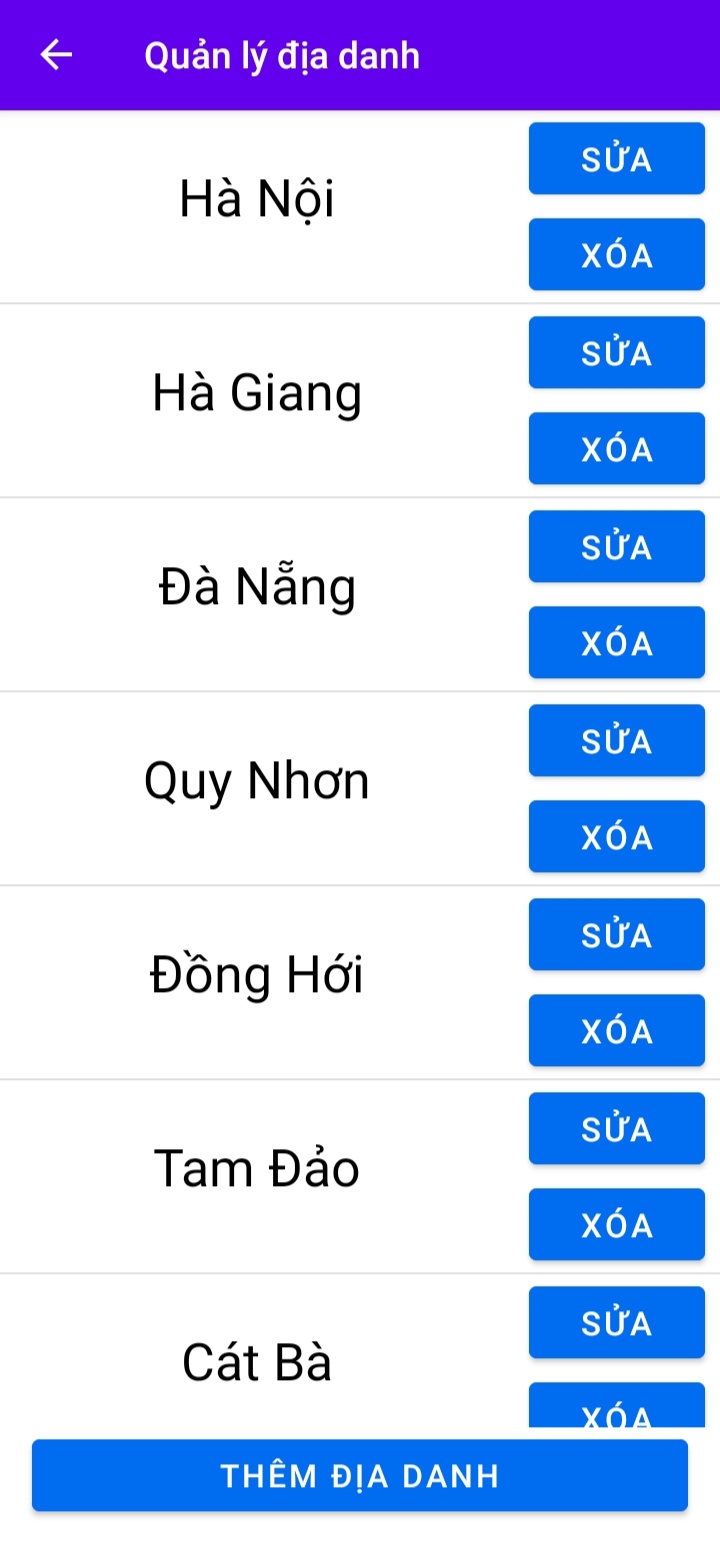 Quản lý địa danh
SỬA
Hà Nội
XÓA
SỬA
Hà Giang
XÓA
SỬA
Đà Nẵng
XÓA
SỬA
Quy Nhơn
XÓA
SỬA
Đồng Hới
XÓA
SỬA
Tam Đảo
XÓA
SỬA
Cát Bà
XÓA
THÊM ĐỊA DANH